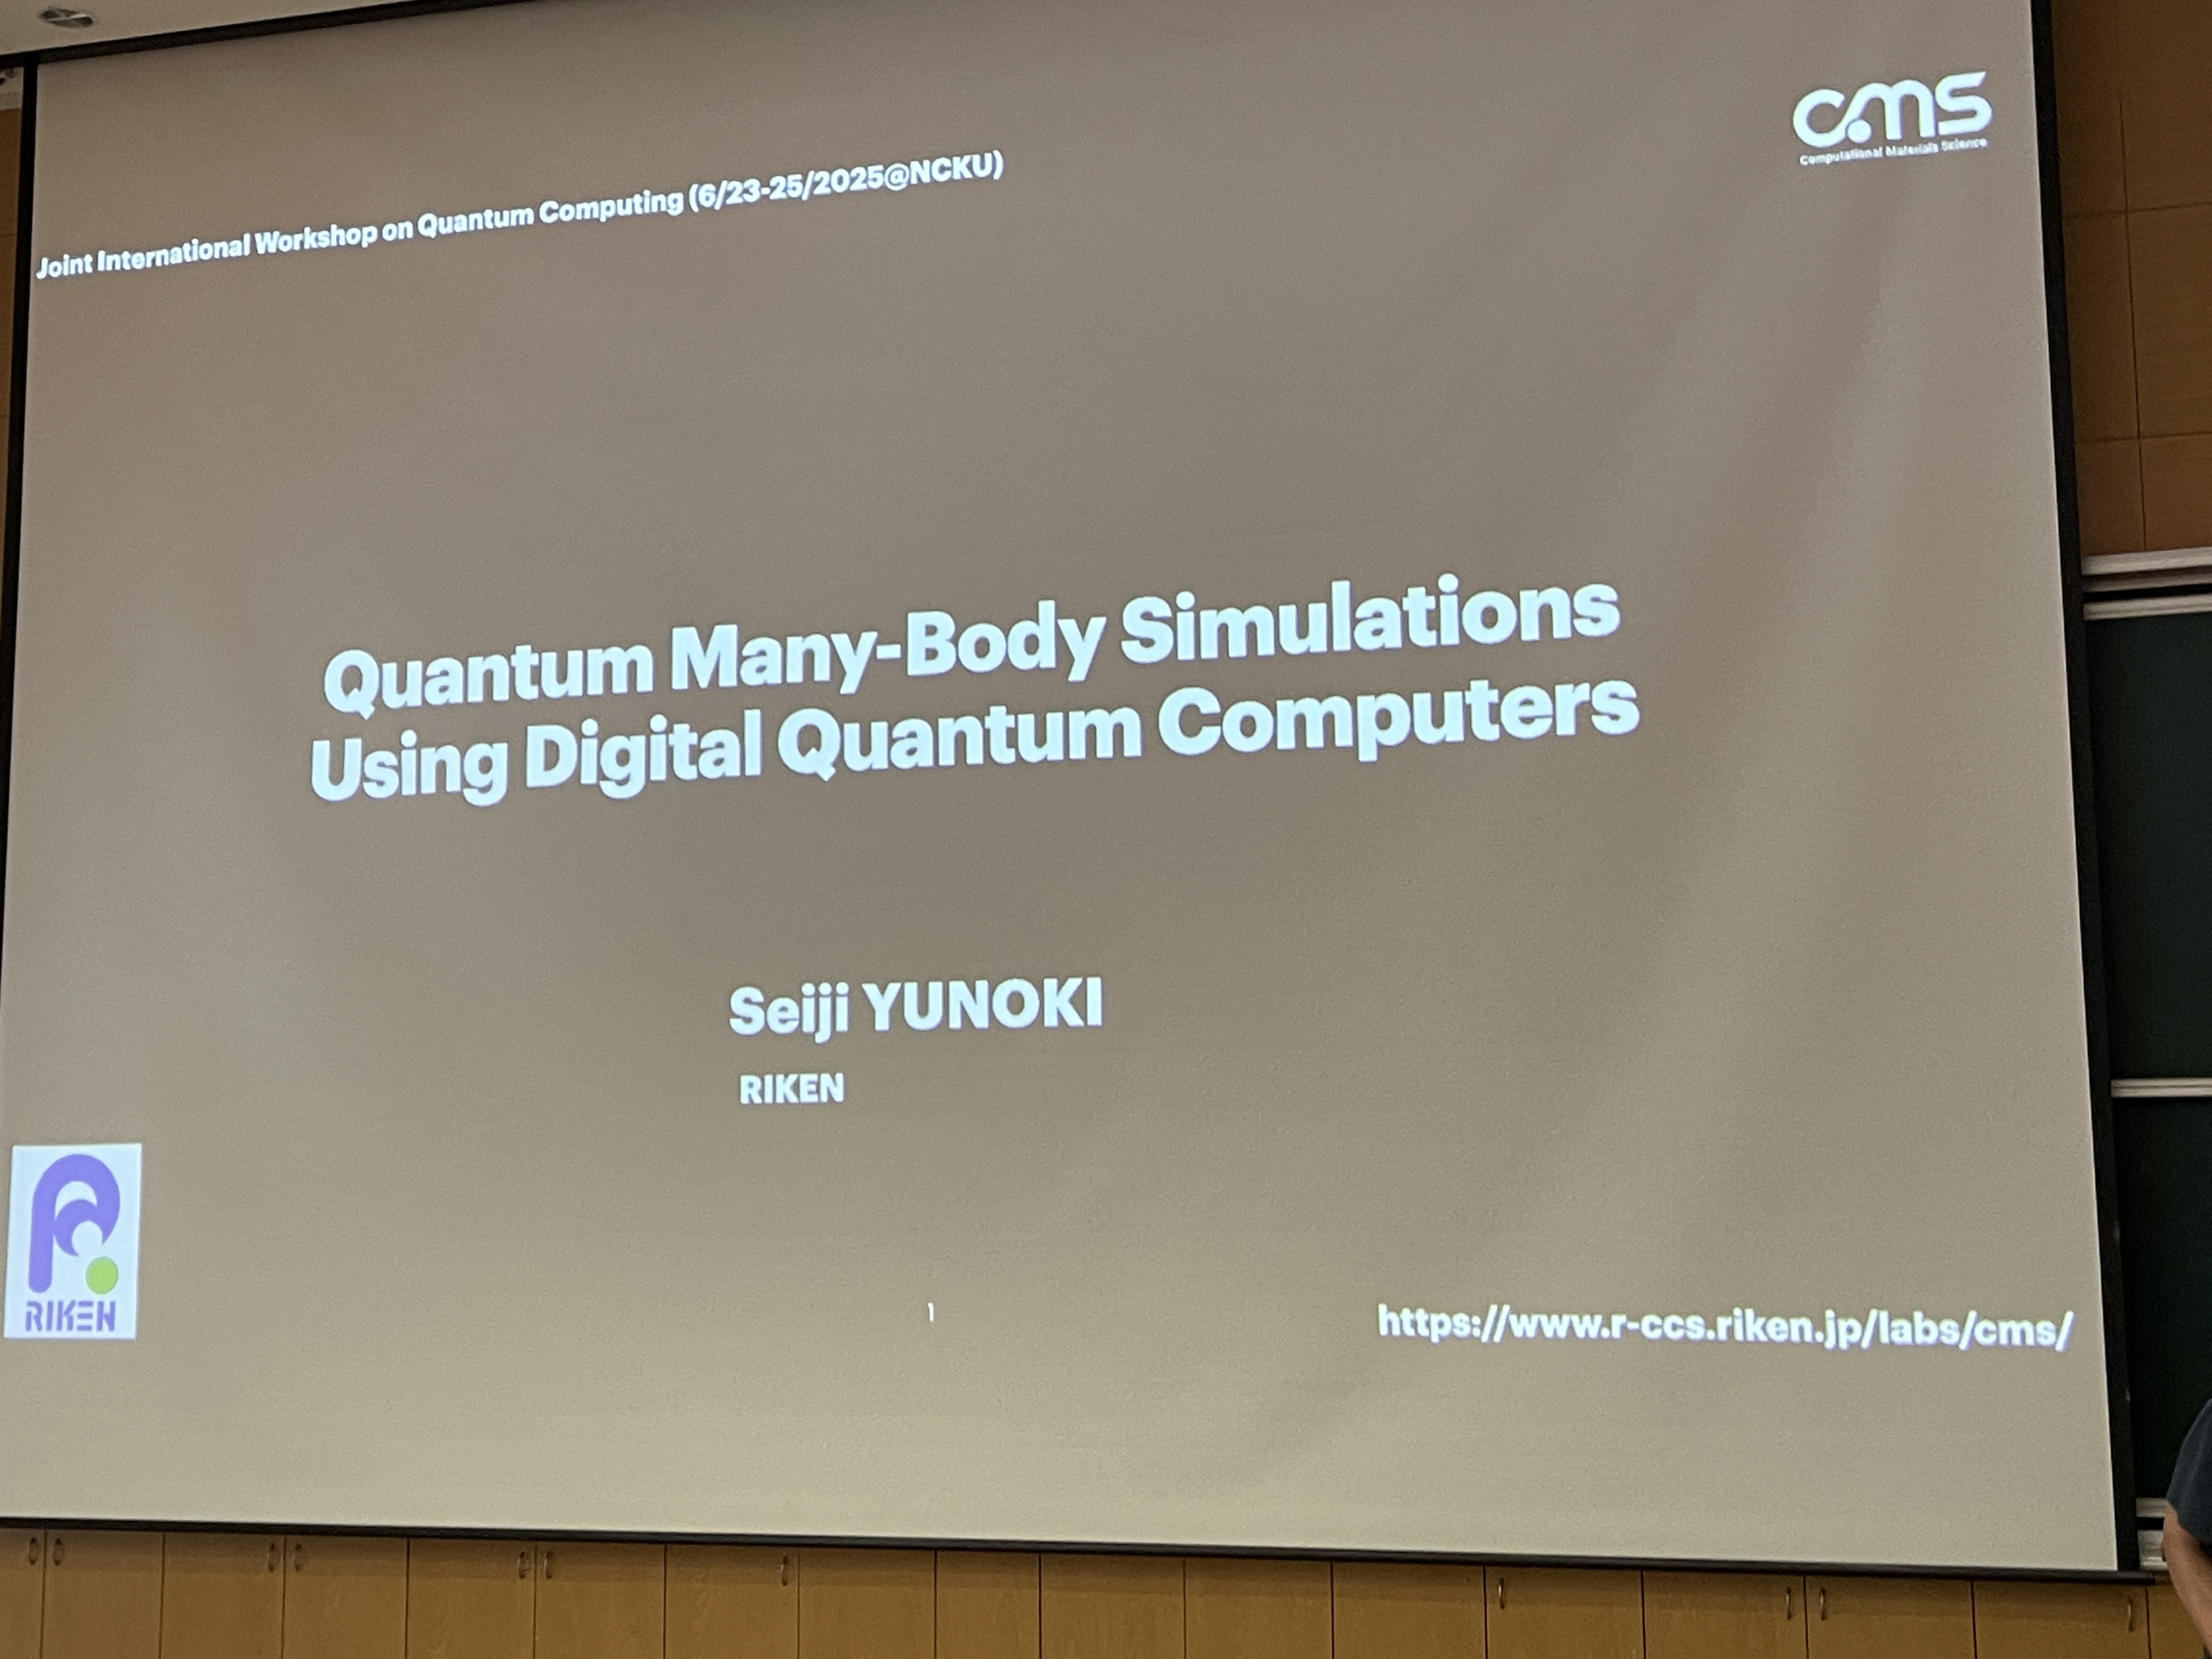 cms
Computational Materials Science
Joint International Workshop on Quantum Computing (6/23-25/2025@NCKU)
Quantum Many-Body Simulations
Using Digital Quantum Computers
Seiji YUNOKI
RIKEN
RIKEN
1
https://www.r-ccs.riken.jp/labs/cms/